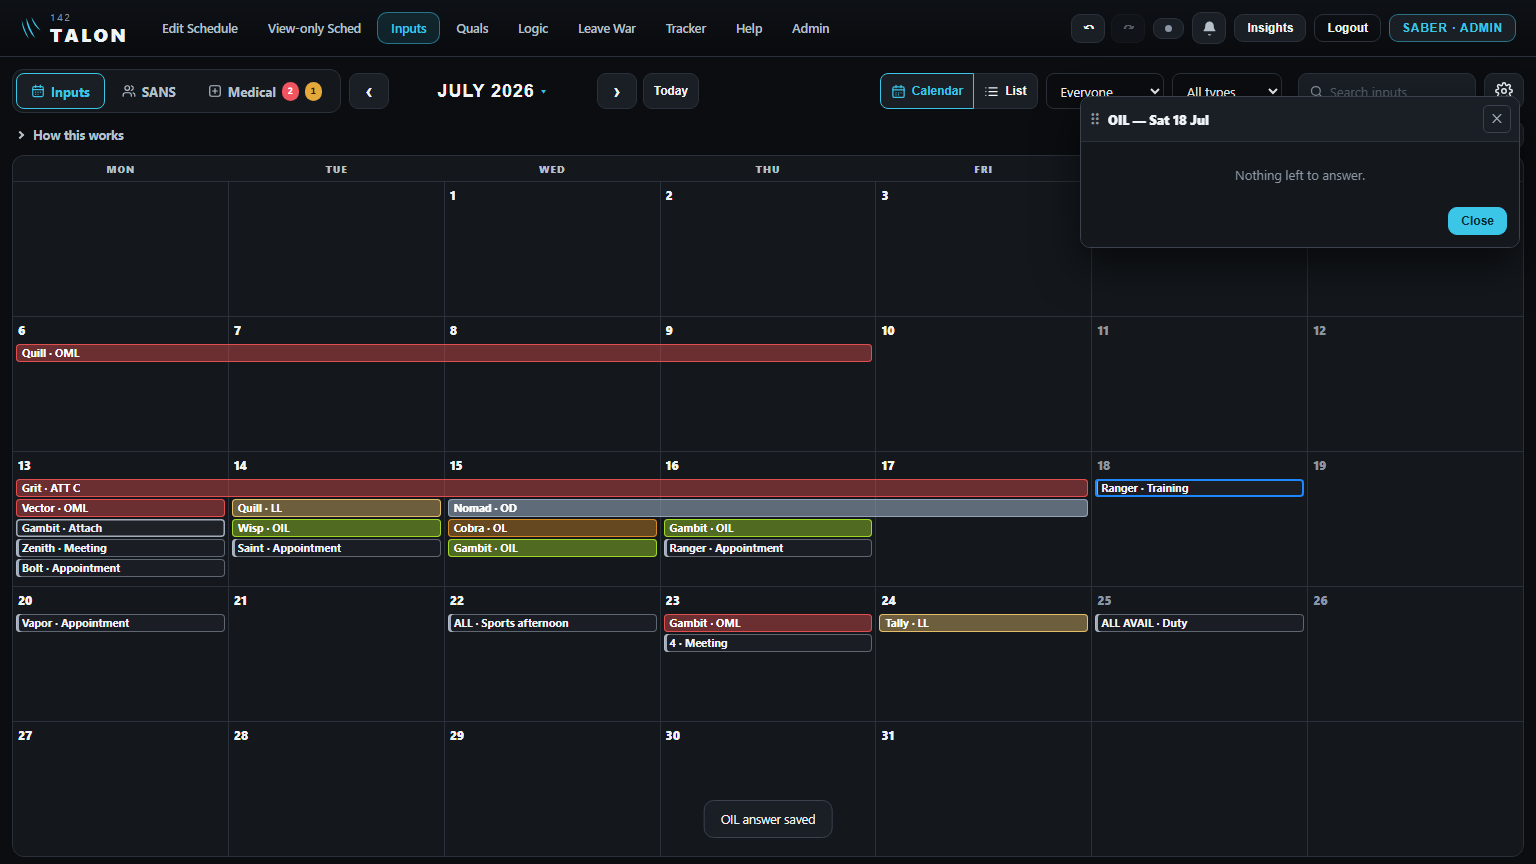 142
TALON
Edit Schedule
View-only Sched
Inputs
Quals
Logic
Leave War
Tracker
Help
Admin
Insights
Logout
SABER · ADMIN
Inputs
SANS
Medical 2 1
JULY 2026
Today
Calendar
List
Everyone
All types
Search inputs
How this works
OIL — Sat 18 Jul
Nothing left to answer.
Close
MON TUE WED THU FRI
1 2 3
6 7 8 9 10 11 12
Quill · OML
13 14 15 16 17 18 19
Grit · ATT C
Ranger · Training
Vector · OML
Quill · LL
Nomad · OD
Gambit · Attach
Wisp · OIL
Cobra · OL
Gambit · OIL
Zenith · Meeting
Saint · Appointment
Gambit · OIL
Ranger · Appointment
Bolt · Appointment
20 21 22 23 24 25 26
Vapor · Appointment
ALL · Sports afternoon
Gambit · OML
Tally · LL
ALL AVAIL · Duty
4 · Meeting
27 28 29 30 31
OIL answer saved